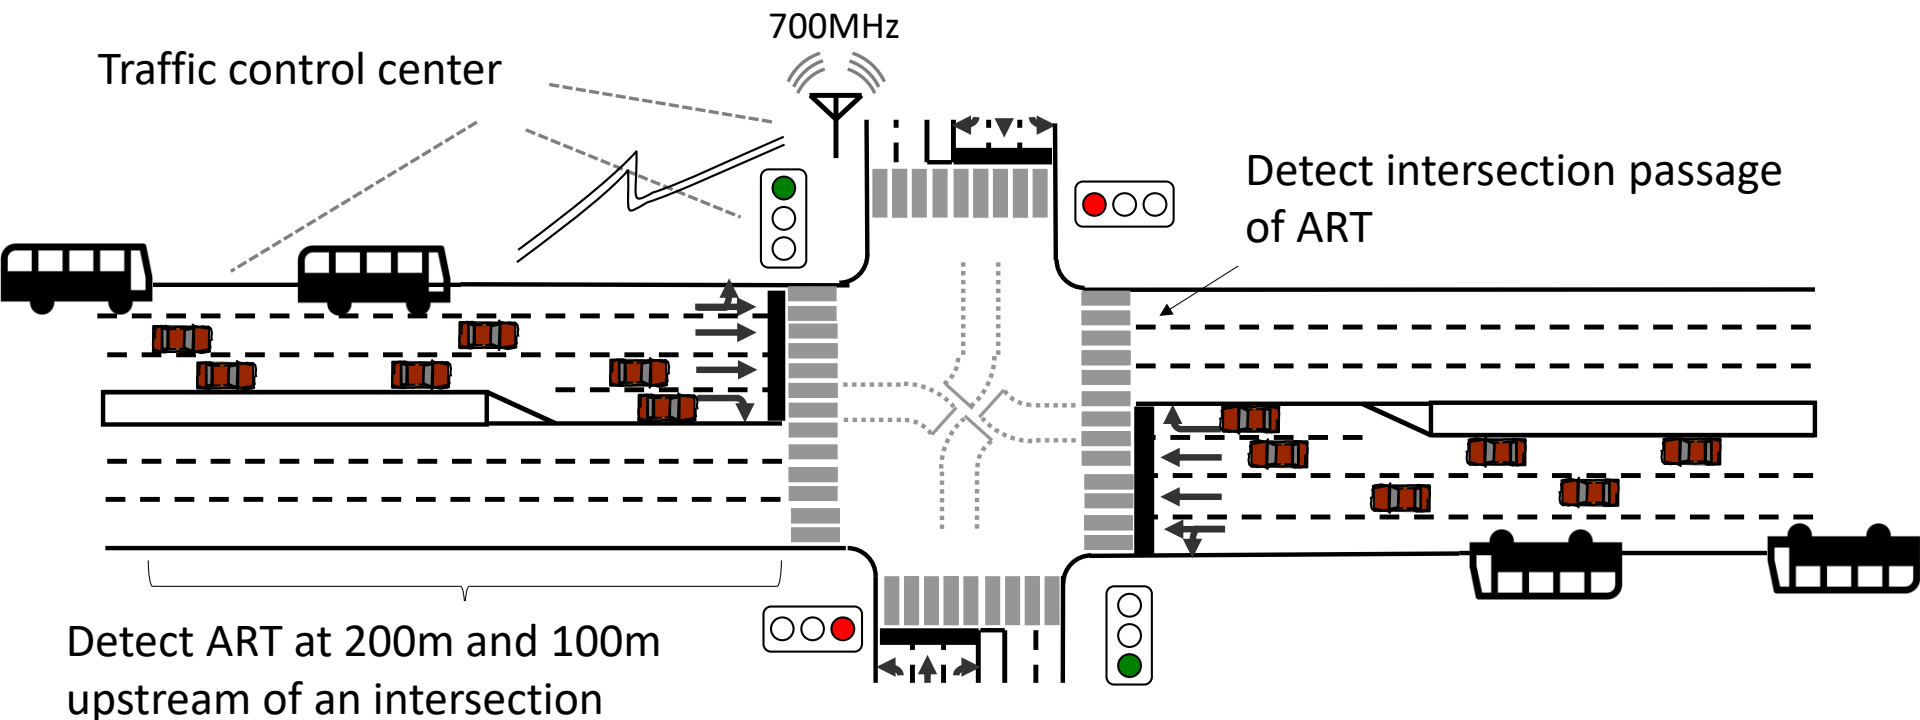 700MHz
Traffic control center
Detect intersection passage
of ART
Detect ART at 200m and 100m
upstream of an intersection